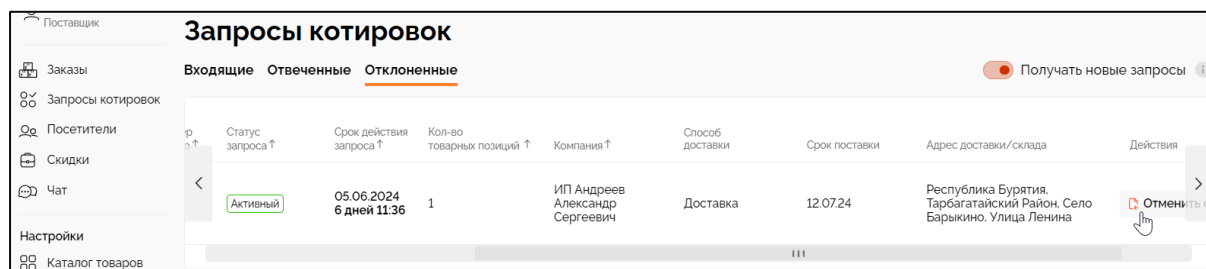 Поставщик
Запросы котировок
Входящие Отвеченные Отклоненные
Получать новые запросы
Заказы
Запросы котировок
Посетители
Скидки
Чат
Настройки
Каталог товаров
Статус запроса ↑
Срок действия запроса ↑
Кол-во товарных позиций ↑
Компания ↑
Способ доставки
Срок поставки
Адрес доставки/склада
Действия
Активный
05.06.2024
6 дней 11:36
1
ИП Андреев
Александр
Сергеевич
Доставка
12.07.24
Республика Бурятия,
Тарбагатайский Район, Село
Барыкино, Улица Ленина
Отменить